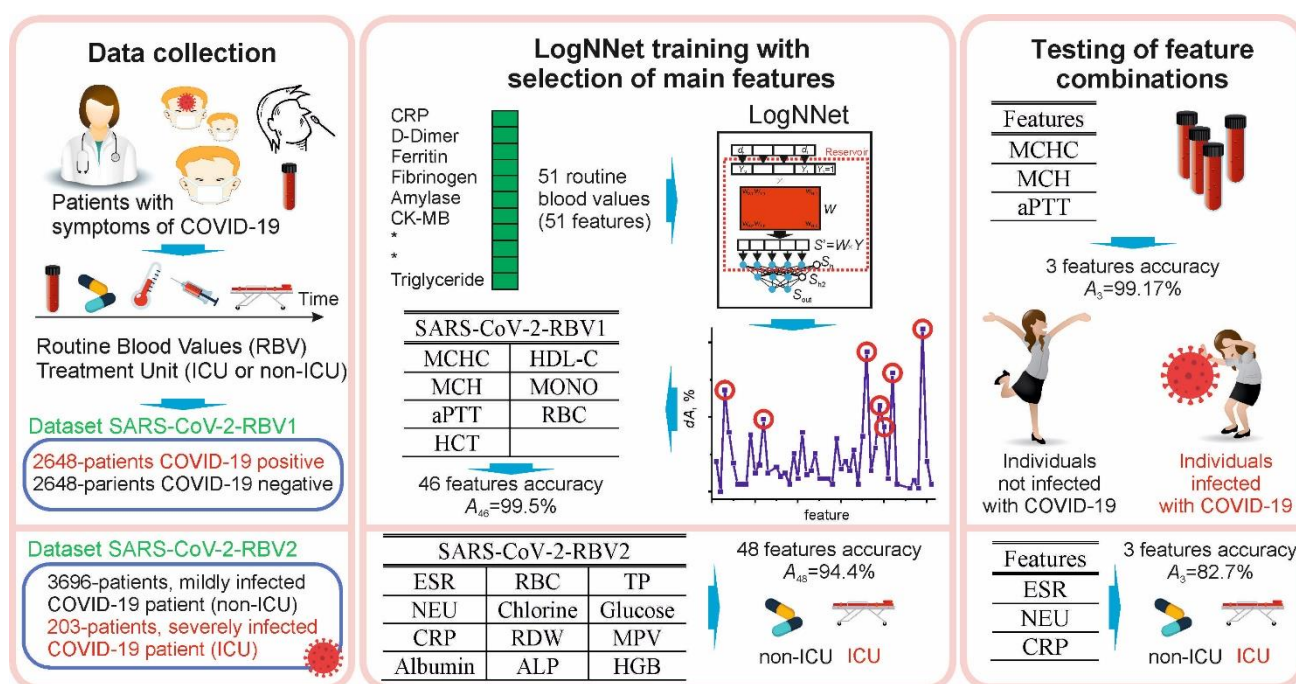 Data collection
Patients with
symptoms of COVID-19
Time
Routine Blood Values (RBV)
Treatment Unit (ICU or non-ICU)
Dataset SARS-CoV-2-RBV1
2648-patients COVID-19 positive
2648-parients COVID-19 negative
Dataset SARS-CoV-2-RBV2
3696-patients, mildly infected
COVID-19 patient (non-ICU)
203-patients, severely infected
COVID-19 patient (ICU)
LogNNet training with
selection of main features
CRP
D-Dimer
Ferritin
Fibrinogen
Amylase
CK-MB
*
*
Triglyceride
51 routine
blood values
(51 features)
LogNNet
Reservoir
W
S'=W×Y
S_h
S_h2
S_out
SARS-CoV-2-RBV1
MCHC HDL-C
MCH MONO
aPTT RBC
HCT
46 features accuracy
A₄₆=99.5%
dA, %
feature
SARS-CoV-2-RBV2
ESR RBC TP
NEU Chlorine Glucose
CRP RDW MPV
Albumin ALP HGB
48 features accuracy
A₄₈=94.4%
non-ICU ICU
Testing of feature
combinations
Features
MCHC
MCH
aPTT
3 features accuracy
A₃=99.17%
Individuals
not infected
with COVID-19
Individuals
infected
with COVID-19
Features
ESR
NEU
CRP
3 features accuracy
A₃=82.7%
non-ICU ICU